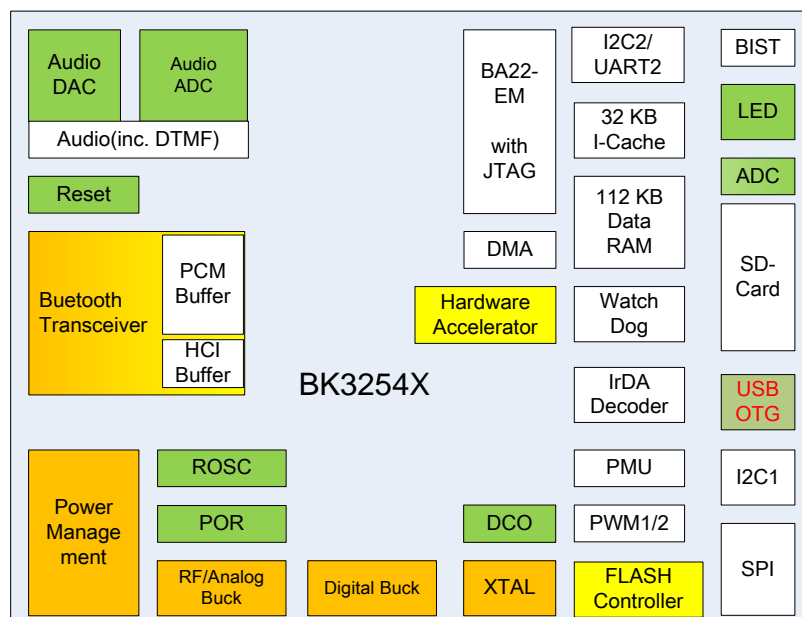 Audio
DAC
Audio
ADC
Audio(inc. DTMF)
Reset
Buetooth
Transceiver
PCM
Buffer
HCI
Buffer
BK3254X
Power
Manage
ment
ROSC
POR
RF/Analog
Buck
Digital Buck
BA22-
EM
with
JTAG
DMA
Hardware
Accelerator
DCO
XTAL
I2C2/
UART2
32 KB
I-Cache
112 KB
Data
RAM
Watch
Dog
IrDA
Decoder
PMU
PWM1/2
FLASH
Controller
BIST
LED
ADC
SD-
Card
USB
OTG
I2C1
SPI